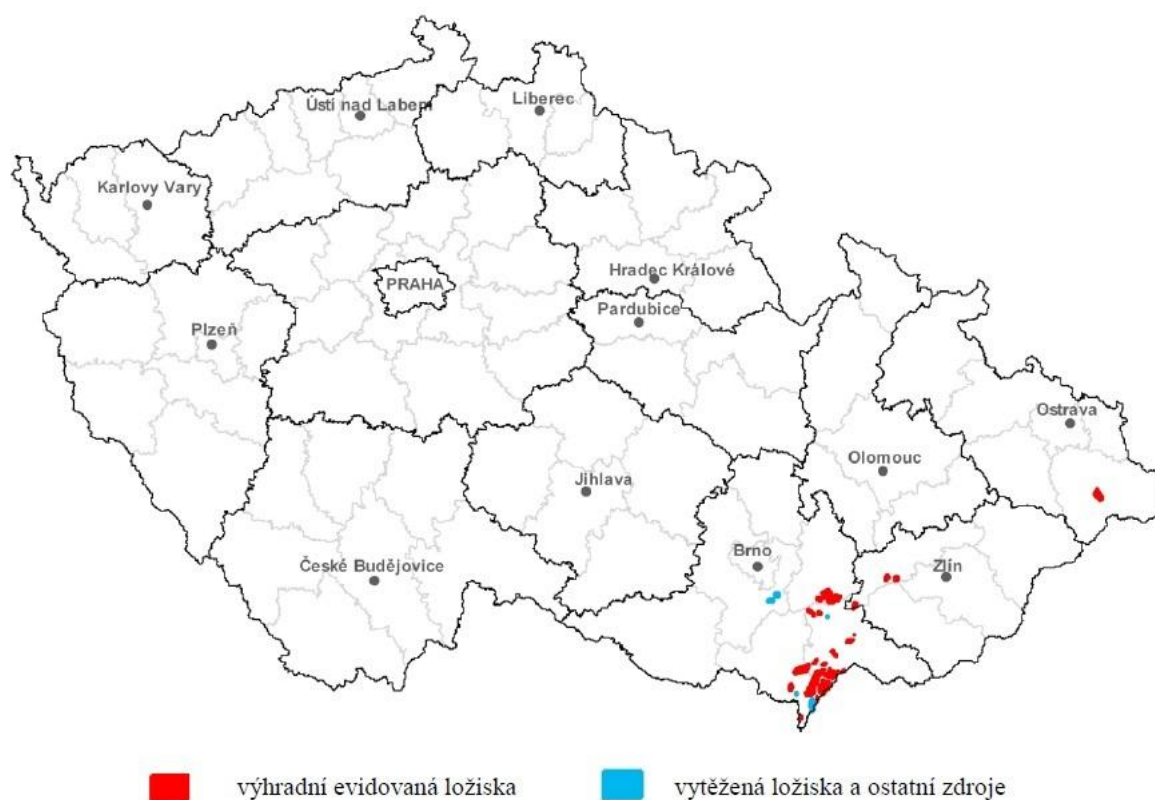 Ústí nad Labem
Liberec
Karlovy Vary
Hradec Králové
PRAHA
Pardubice
Plzeň
Ostrava
Olomouc
Jihlava
Brno
Zlín
České Budějovice
výhradní evidovaná ložiska
vytěžená ložiska a ostatní zdroje